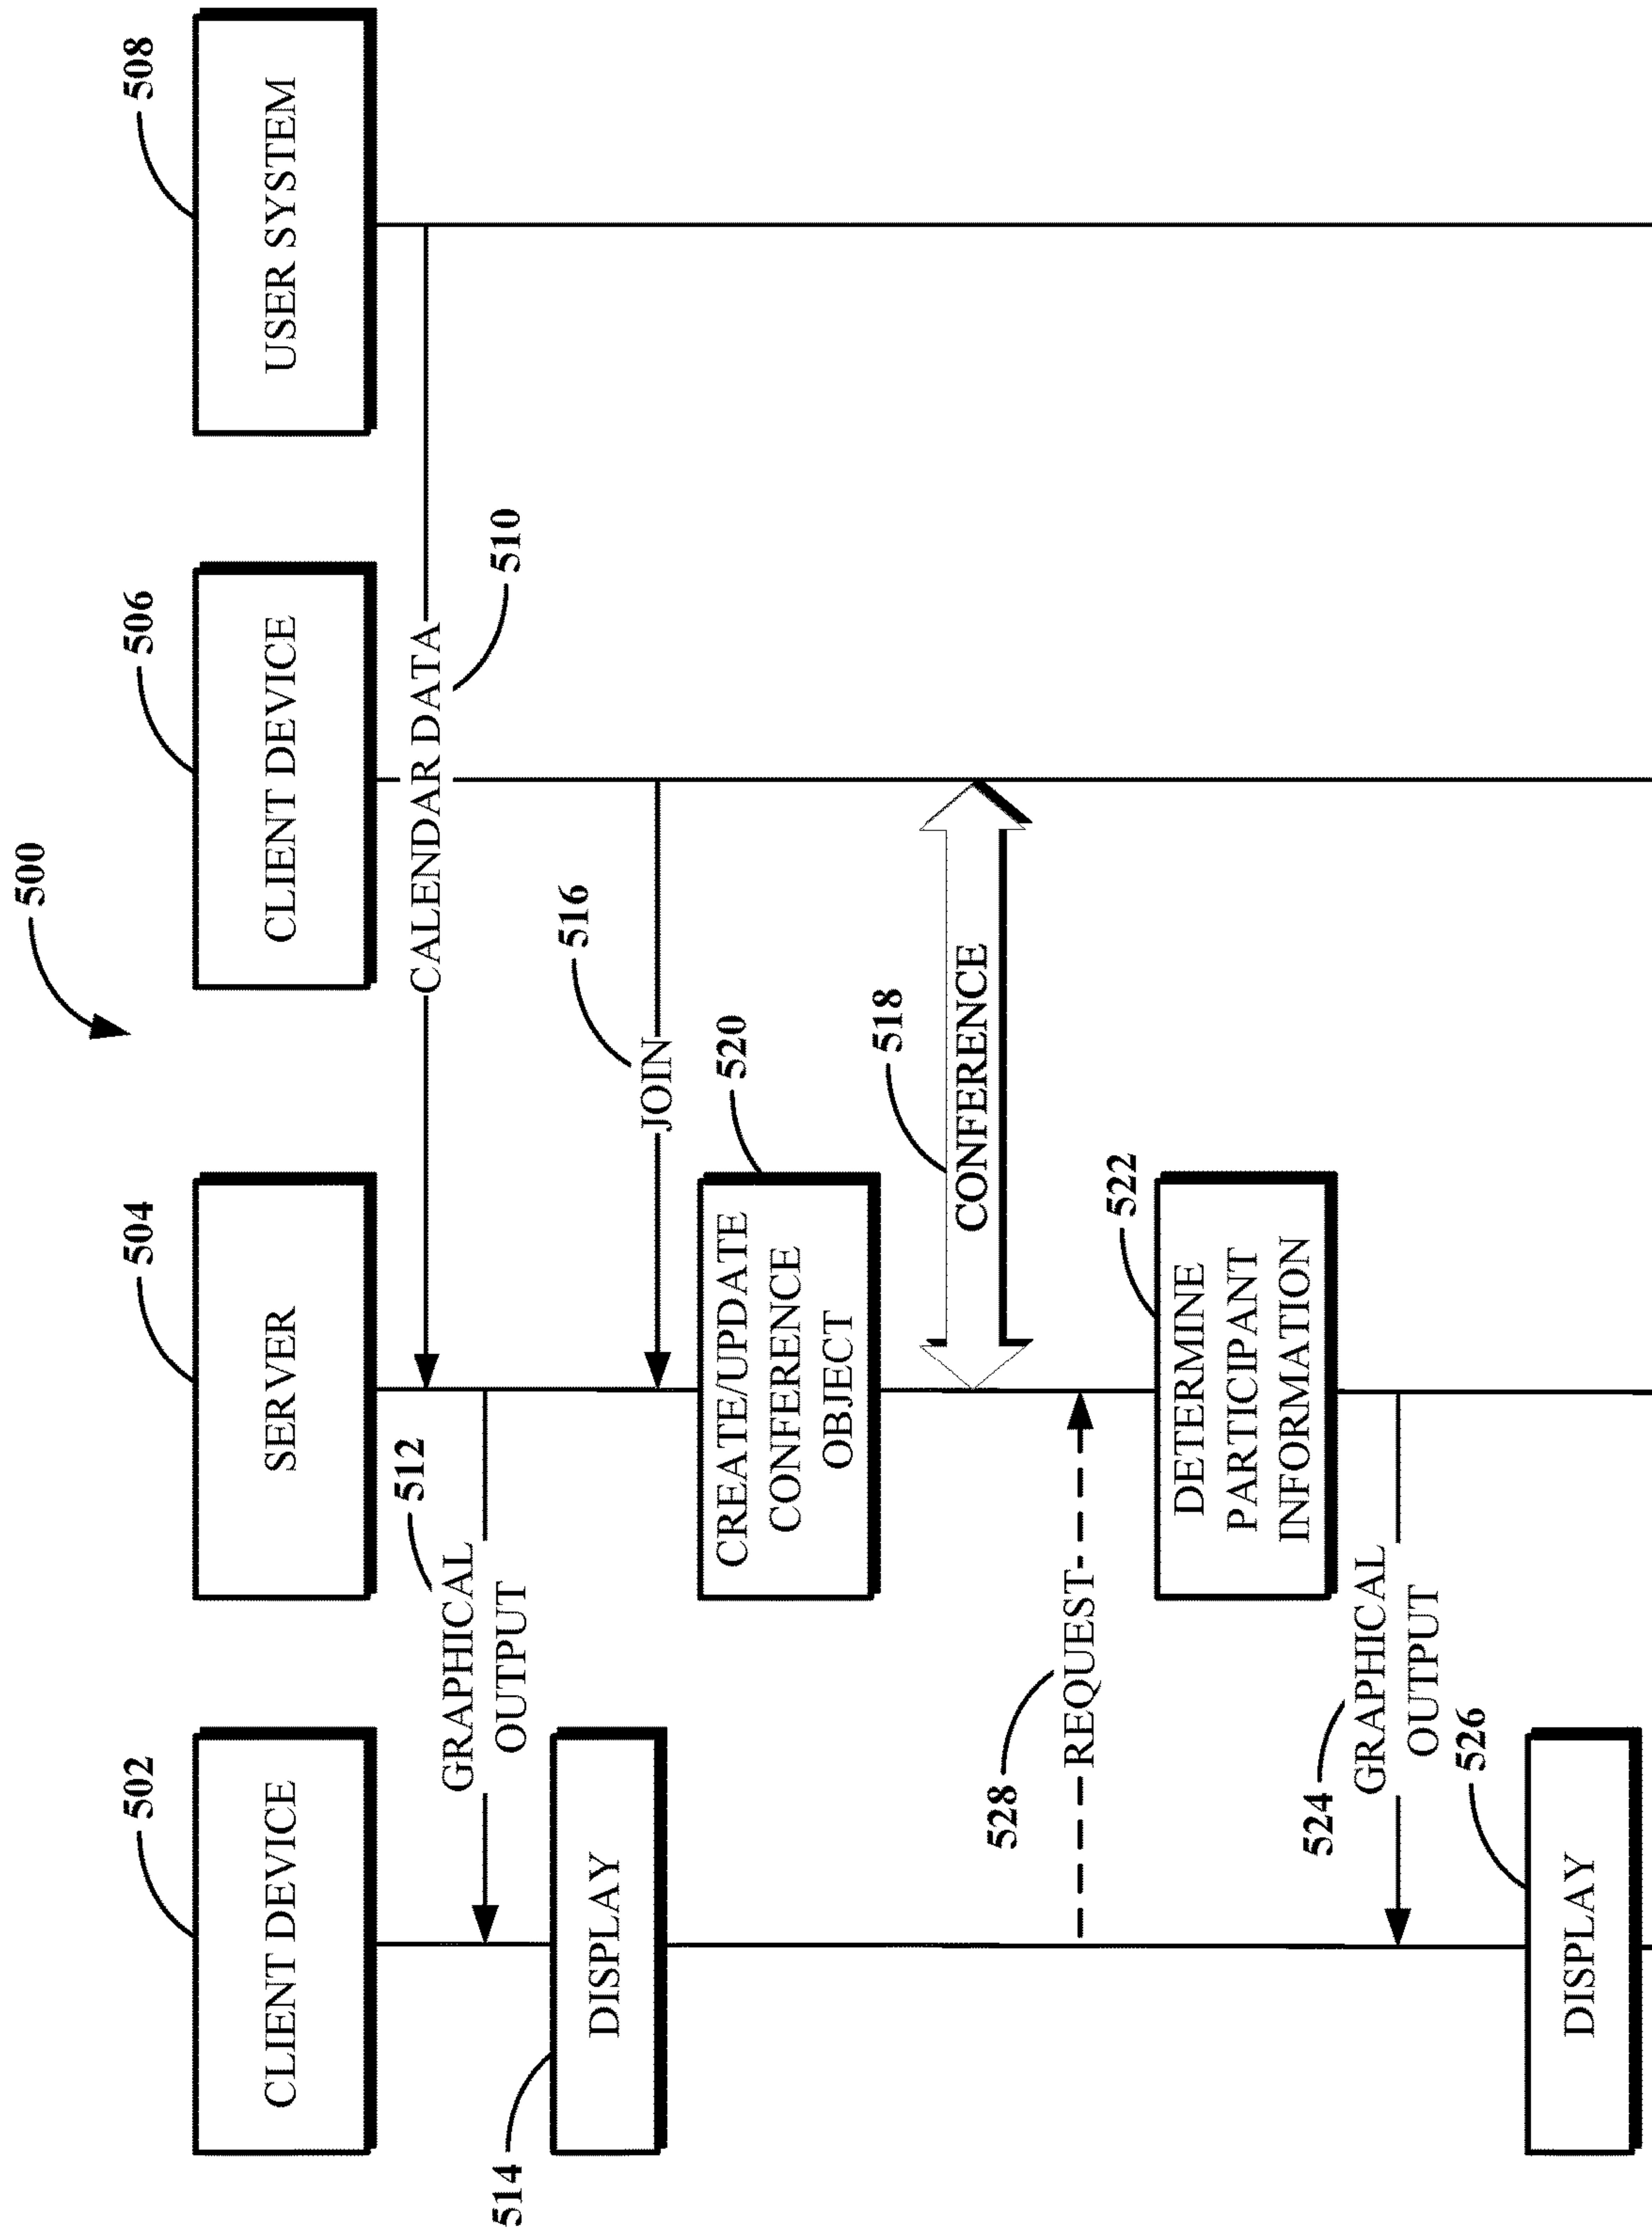 500
502
504
506
508
CLIENT DEVICE
SERVER
CLIENT DEVICE
USER SYSTEM
CALENDAR DATA
510
512
GRAPHICAL
OUTPUT
514
DISPLAY
516
JOIN
520
CREATE/UPDATE
CONFERENCE
OBJECT
518
CONFERENCE
528
REQUEST
522
DETERMINE
PARTICIPANT
INFORMATION
524
GRAPHICAL
OUTPUT
526
DISPLAY